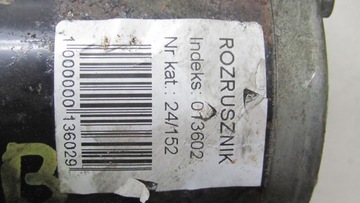 ROZRUSZNIK
Indeks: 013602
Nr kat.: 24/152
1000000136029
B